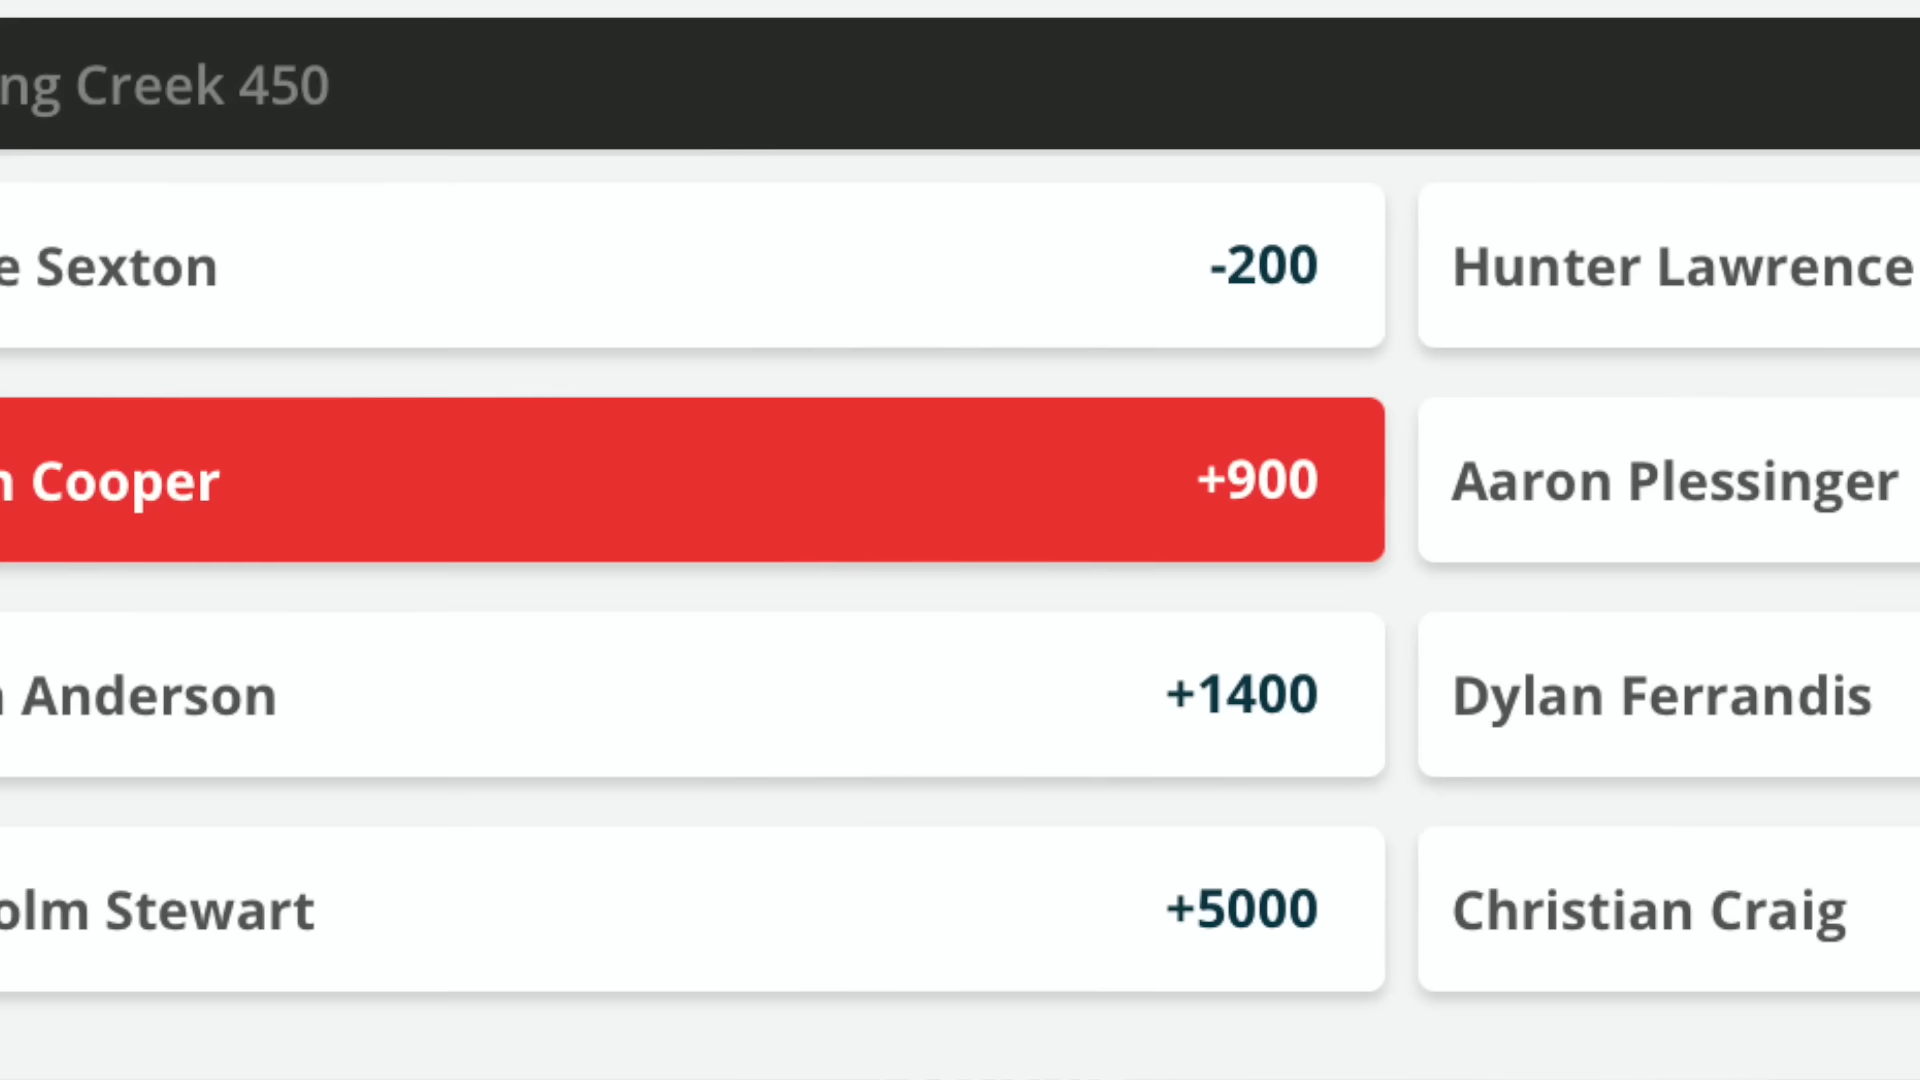 ng Creek 450
e Sexton -200 Hunter Lawrence
n Cooper +900 Aaron Plessinger
Anderson +1400 Dylan Ferrandis
olm Stewart +5000 Christian Craig